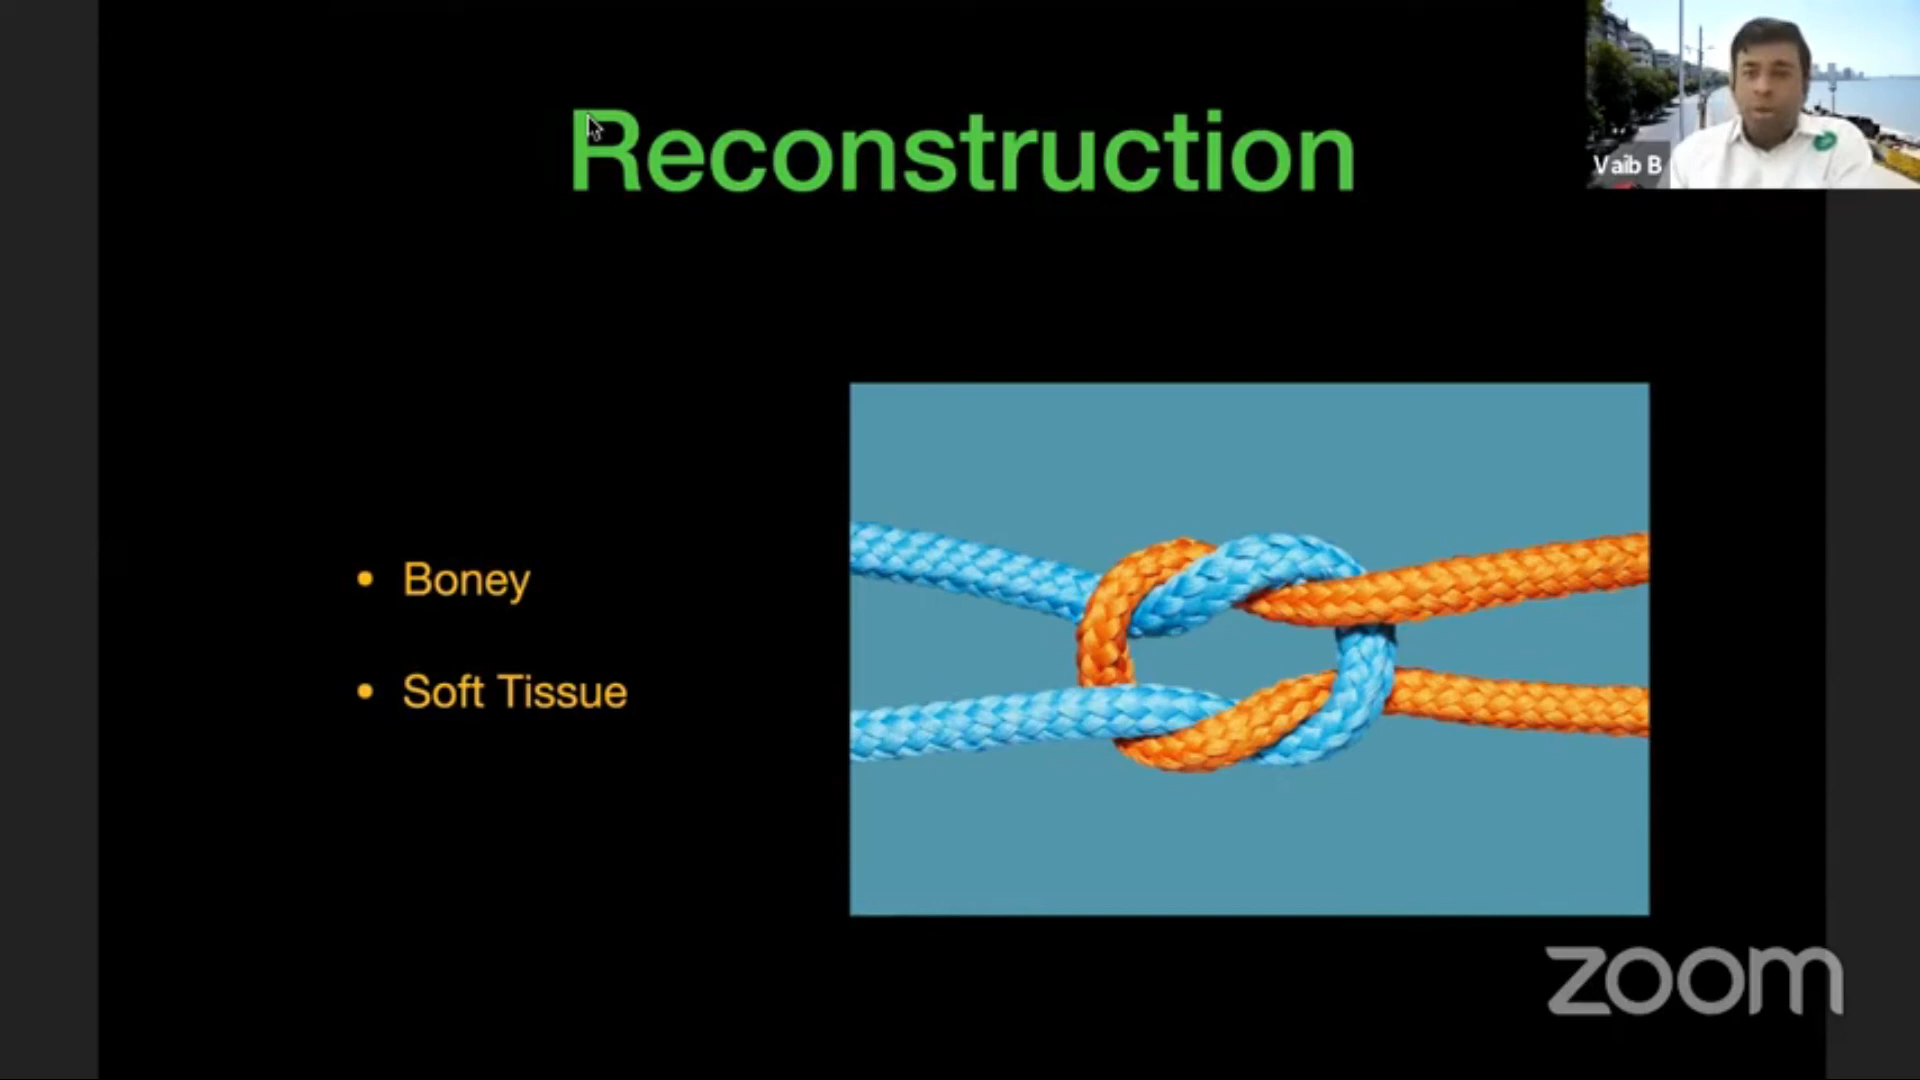 Reconstruction
Vaib B
• Boney
• Soft Tissue
zoom